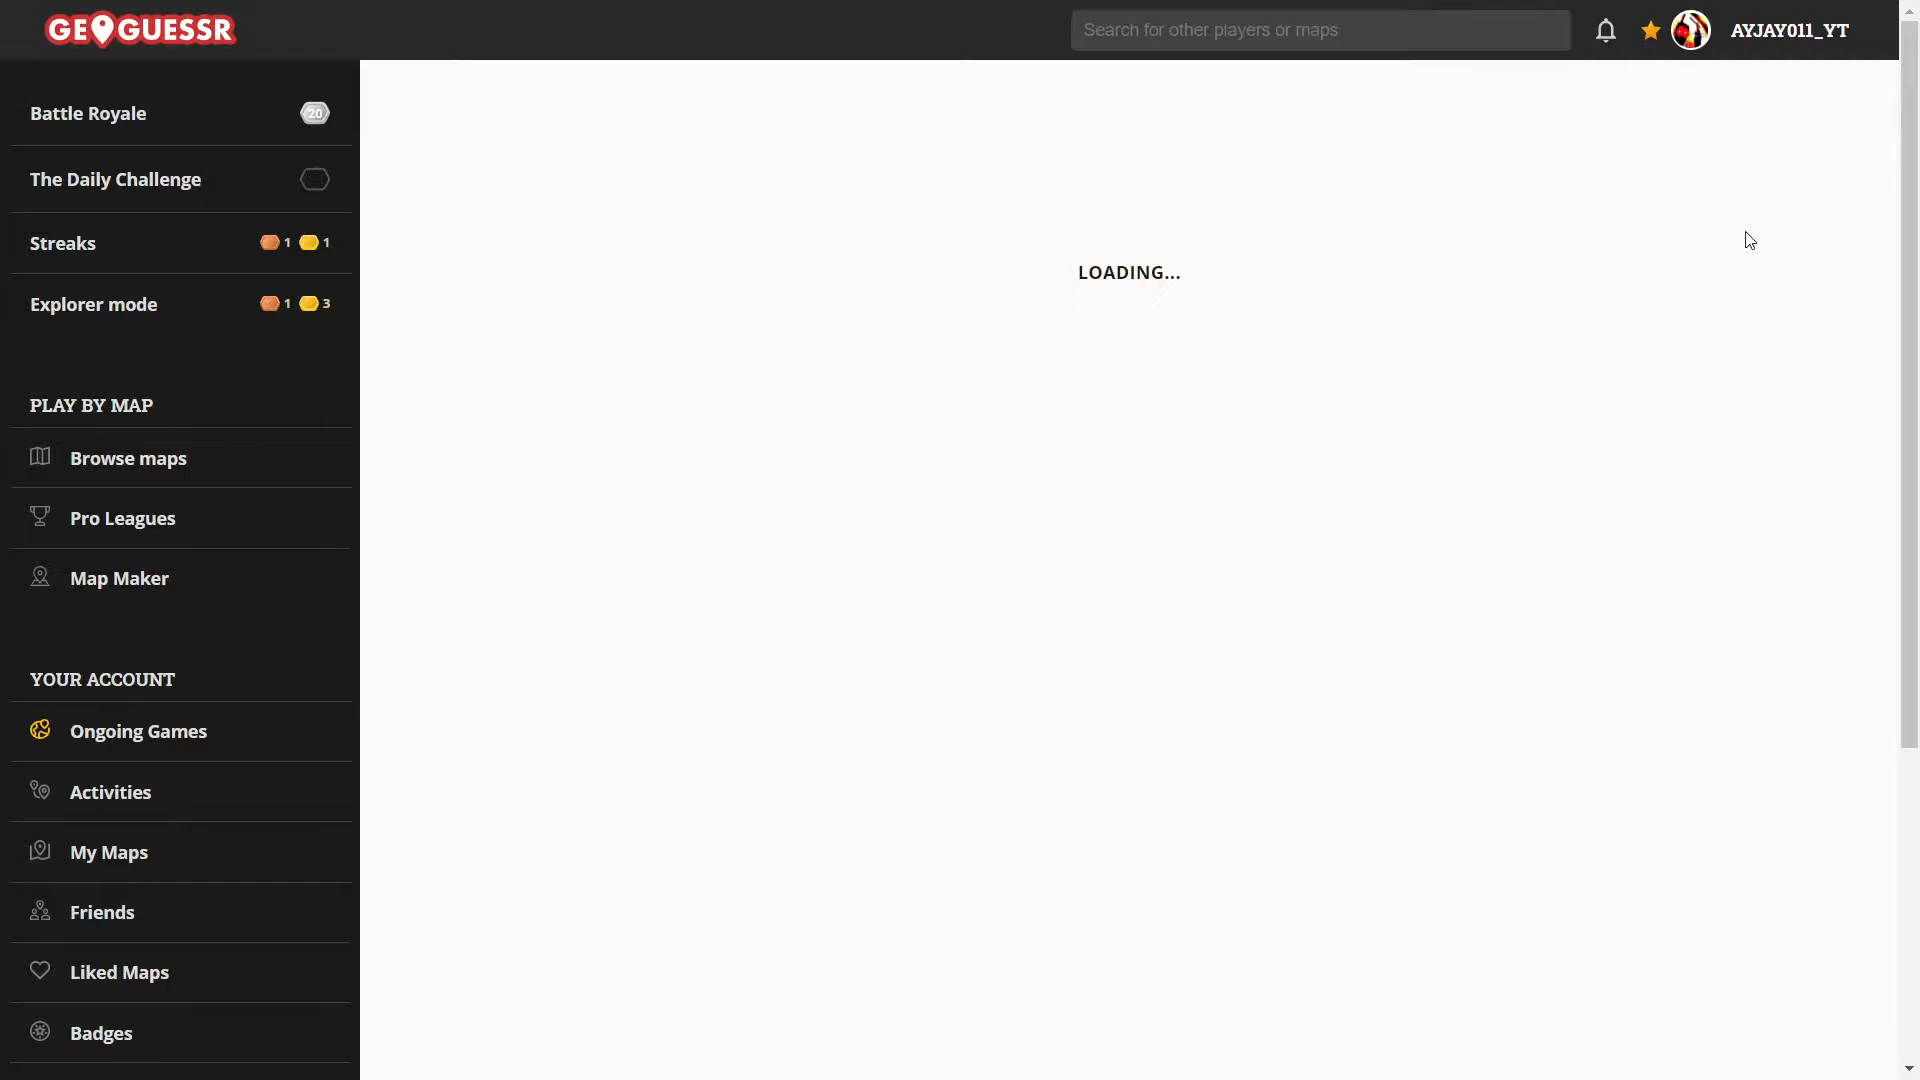 GEOGUESSR
Search for other players or maps
AYJAY011_YT
Battle Royale
20
The Daily Challenge
Streaks
1
1
Explorer mode
1
3
LOADING...
PLAY BY MAP
Browse maps
Pro Leagues
Map Maker
YOUR ACCOUNT
Ongoing Games
Activities
My Maps
Friends
Liked Maps
Badges